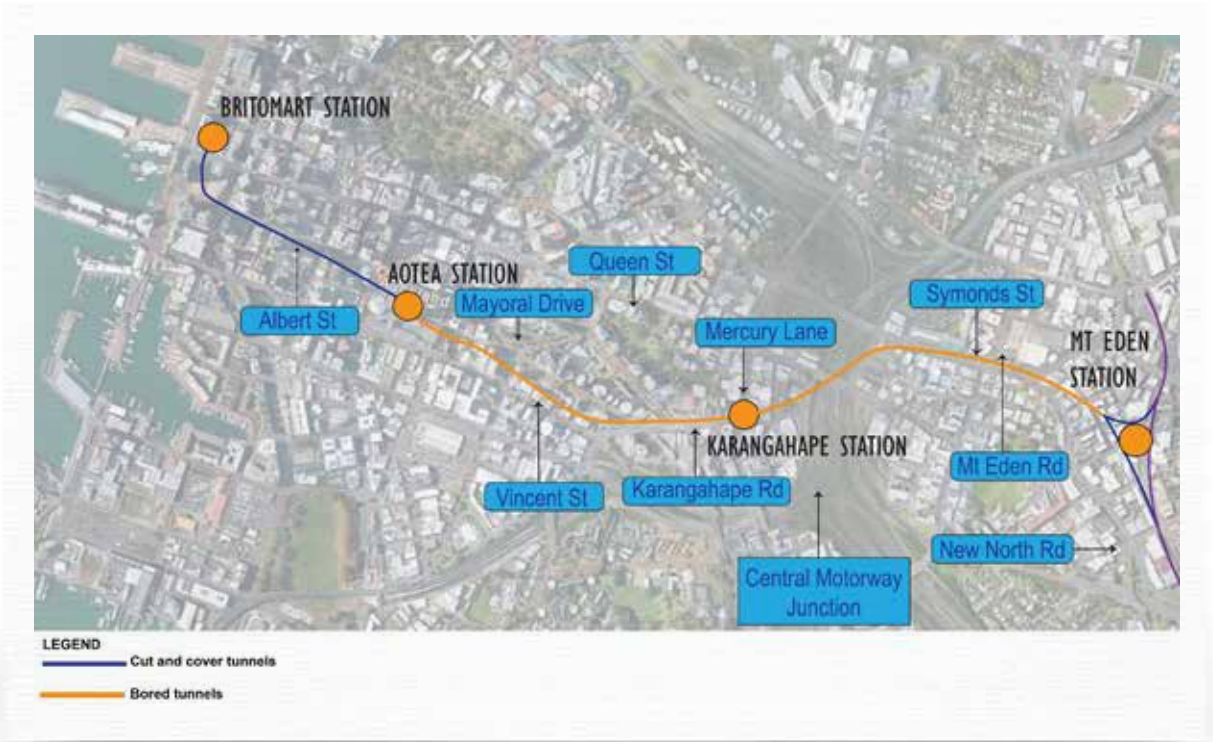 BRITOMART STATION
AOTEA STATION
Queen St
Mayoral Drive
Albert St
Symonds St
Mercury Lane
MT EDEN
STATION
KARANGAHAPE STATION
Mt Eden Rd
Vincent St
Karangahape Rd
New North Rd
Central Motorway
Junction
LEGEND
Cut and cover tunnels
Bored tunnels